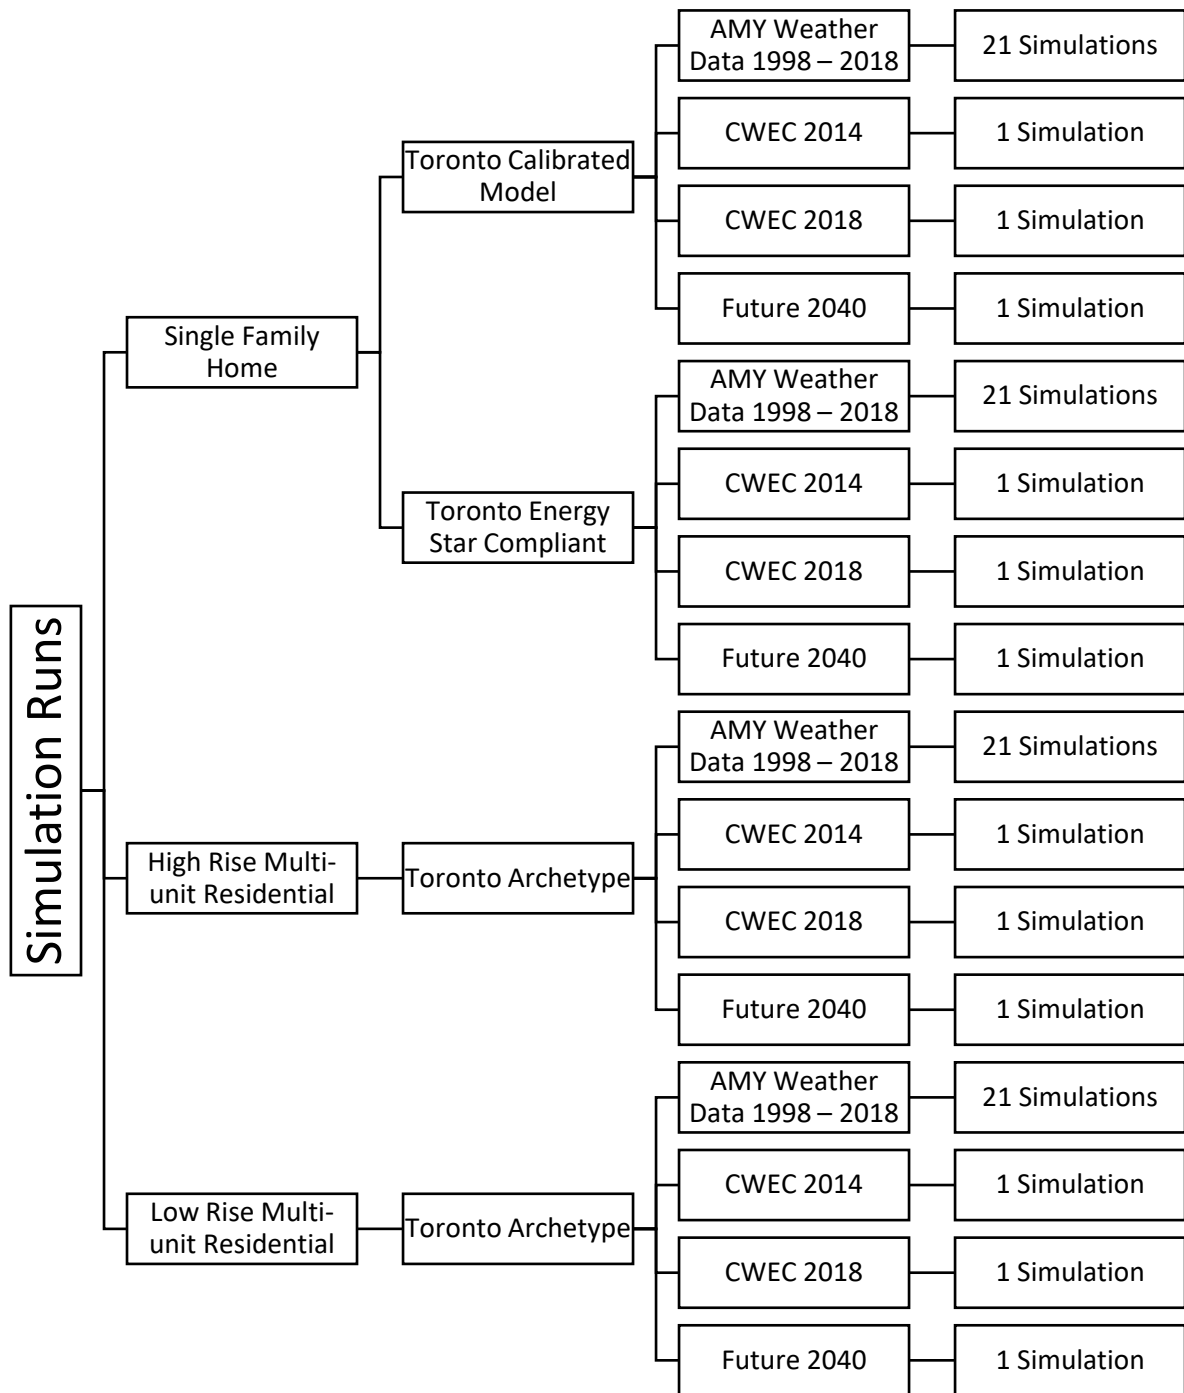 Simulation Runs
Single Family
Home
Toronto Calibrated
Model
AMY Weather
Data 1998 – 2018
21 Simulations
CWEC 2014
1 Simulation
CWEC 2018
1 Simulation
Future 2040
1 Simulation
Toronto Energy
Star Compliant
AMY Weather
Data 1998 – 2018
21 Simulations
CWEC 2014
1 Simulation
CWEC 2018
1 Simulation
Future 2040
1 Simulation
High Rise Multi-
unit Residential
Toronto Archetype
AMY Weather
Data 1998 – 2018
21 Simulations
CWEC 2014
1 Simulation
CWEC 2018
1 Simulation
Future 2040
1 Simulation
Low Rise Multi-
unit Residential
Toronto Archetype
AMY Weather
Data 1998 – 2018
21 Simulations
CWEC 2014
1 Simulation
CWEC 2018
1 Simulation
Future 2040
1 Simulation